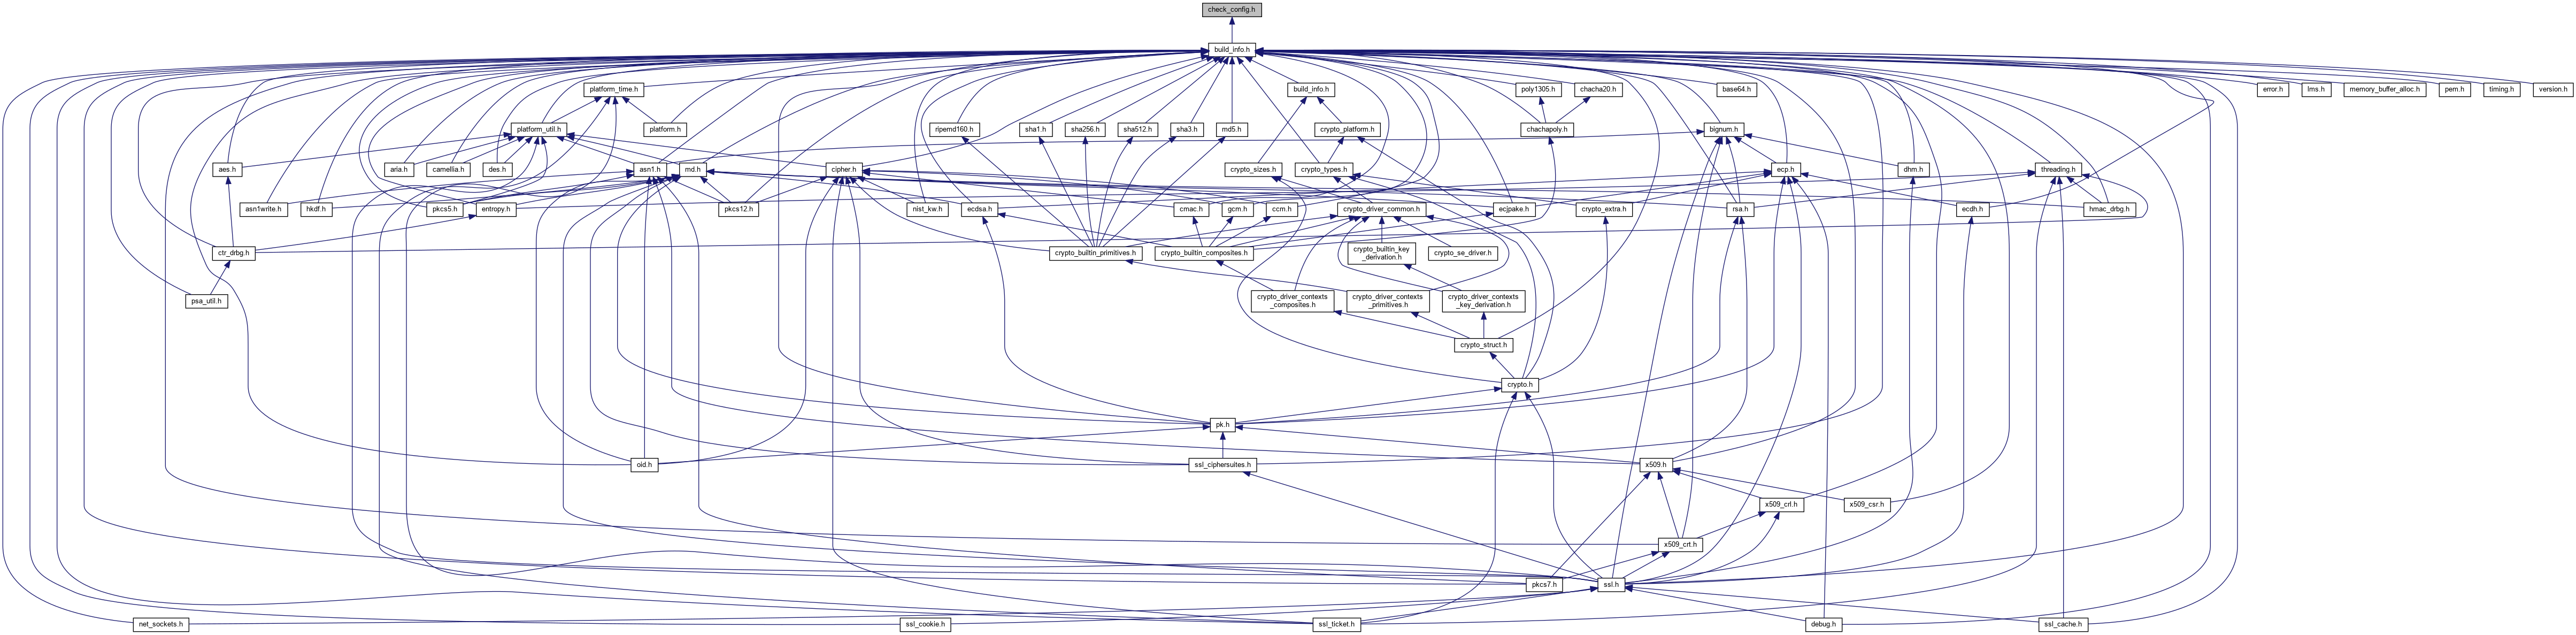 check_config.h
build_info.h
platform_time.h
build_info.h
poly1305.h
chacha20.h
base64.h
error.h
lms.h
memory_buffer_alloc.h
pem.h
timing.h
version.h
platform_util.h
platform.h
ripemd160.h
sha1.h
sha256.h
sha512.h
sha3.h
md5.h
crypto_platform.h
chachapoly.h
bignum.h
aes.h
aria.h
camellia.h
des.h
asn1.h
md.h
cipher.h
crypto_sizes.h
crypto_types.h
ecp.h
dhm.h
threading.h
asn1write.h
hkdf.h
pkcs5.h
entropy.h
pkcs12.h
nist_kw.h
ecdsa.h
cmac.h
gcm.h
ccm.h
crypto_driver_common.h
ecjpake.h
crypto_extra.h
rsa.h
ecdh.h
hmac_drbg.h
ctr_drbg.h
crypto_builtin_primitives.h
crypto_builtin_composites.h
crypto_builtin_key
_derivation.h
crypto_se_driver.h
psa_util.h
crypto_driver_contexts
_composites.h
crypto_driver_contexts
_primitives.h
crypto_driver_contexts
_key_derivation.h
crypto_struct.h
crypto.h
pk.h
oid.h
ssl_ciphersuites.h
x509.h
x509_crl.h
x509_csr.h
x509_crt.h
pkcs7.h
ssl.h
net_sockets.h
ssl_cookie.h
ssl_ticket.h
debug.h
ssl_cache.h